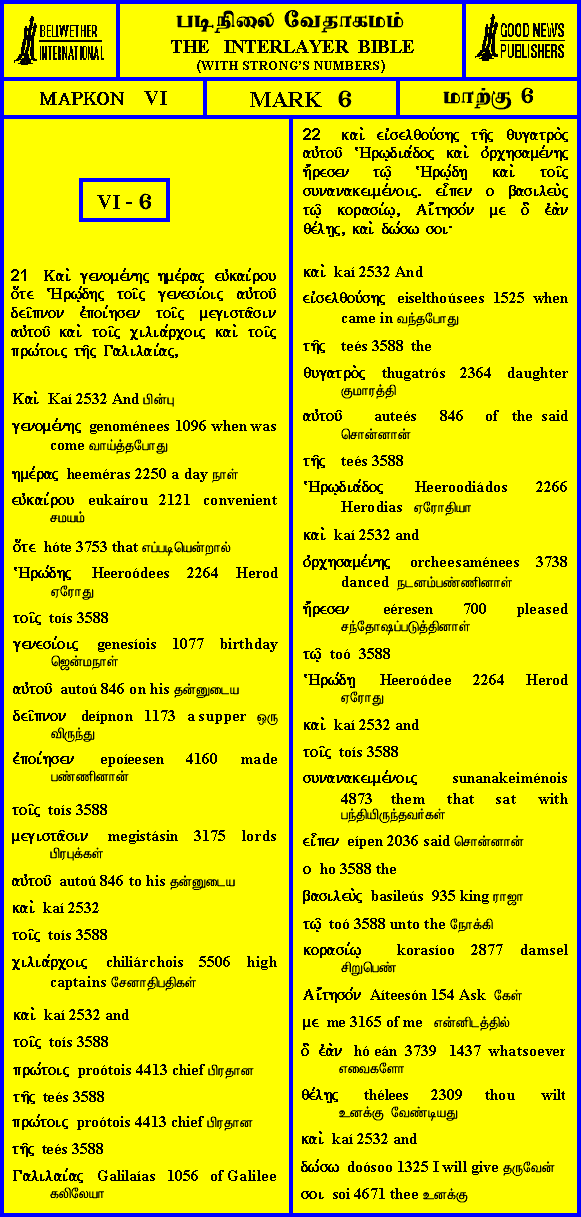 BELLWETHER
INTERNATIONAL
படிநிலை வேதாகமம்
THE INTERLAYER BIBLE
(WITH STRONG'S NUMBERS)
GOOD NEWS
PUBLISHERS
ΜΑΡΚΟΝ VI
MARK 6
மாற்கு 6
VI - 6
21 Καὶ γενομένης ημέρας εὐκαίρου
ὅτε Ἡρῴδης τοῖς γενεσίοις αὐτοῦ
δεῖπνον ἐποίησεν τοῖς μεγιστᾶσιν
αὐτοῦ καὶ τοῖς χιλιάρχοις καὶ τοῖς
πρώτοις τῆς Γαλιλαίας,
Καὶ Kaí 2532 And பின்பு
γενομένης genoménees 1096 when was
come வாய்த்தபோது
ημέρας heeméras 2250 a day நாள்
εὐκαίρου eukaírou 2121 convenient
சமயம்
ὅτε hóte 3753 that எப்படியென்றால்
Ἡρῴδης Heeroódees 2264 Herod
ஏரோது
τοῖς toís 3588
γενεσίοις genesíois 1077 birthday
ஜென்மநாள்
αὐτοῦ autoú 846 on his தன்னுடைய
δεῖπνον deípnon 1173 a supper ஒரு
விருந்து
ἐποίησεν epoíeesen 4160 made
பண்ணினான்
τοῖς toís 3588
μεγιστᾶσιν megistásin 3175 lords
பிரபுக்கள்
αὐτοῦ autoú 846 to his தன்னுடைய
καὶ kaí 2532
τοῖς toís 3588
χιλιάρχοις chiliárchois 5506 high
captains சேனாதிபதிகள்
καὶ kaí 2532 and
τοῖς toís 3588
πρώτοις proótois 4413 chief பிரதான
τῆς teés 3588
πρώτοις proótois 4413 chief பிரதான
τῆς teés 3588
Γαλιλαίας Galilaías 1056 of Galilee
கலிலேயா
22 καὶ εἰσελθούσης τῆς θυγατρὸς
αὐτοῦ Ἡρῳδιάδος καὶ ὀρχησαμένης
ἤρεσεν τῷ Ἡρῴδῃ καὶ τοῖς
συνανακειμένοις. εἶπεν ο βασιλεὺς
τῷ κορασίῳ, Αἴτησόν με ὃ ἐὰν
θέλῃς, καὶ δώσω σοι·
καὶ kaí 2532 And
εἰσελθούσης eiselthoúsees 1525 when
came in வந்தபோது
τῆς teés 3588 the
θυγατρὸς thugatrós 2364 daughter
குமாரத்தி
αὐτοῦ auteés 846 of the said
சொன்னான்
τῆς teés 3588
Ἡρῳδιάδος Heeroodiádos 2266
Herodias ஏரோதியா
καὶ kaí 2532 and
ὀρχησαμένης orcheesaménees 3738
danced நடனம்பண்ணினாள்
ἤρεσεν eéresen 700 pleased
சந்தோஷப்படுத்தினாள்
τῷ toó 3588
Ἡρῴδῃ Heeroódee 2264 Herod
ஏரோது
καὶ kaí 2532 and
τοῖς toís 3588
συνανακειμένοις sunanakeiménois
4873 them that sat with
பந்தியிருந்தவர்கள்
εἶπεν eípen 2036 said சொன்னான்
ο ho 3588 the
βασιλεὺς basileús 935 king ராஜா
τῷ toó 3588 unto the நோக்கி
κορασίῳ korasíoo 2877 damsel
சிறுபெண்
Αἴτησόν Aíteesón 154 Ask கேள்
με me 3165 of me என்னிடத்தில்
ὃ ἐὰν hó eán 3739 1437 whatsoever
எவைகளோ
θέλῃς thélees 2309 thou wilt
உனக்கு வேண்டியது
καὶ kaí 2532 and
δώσω doósoo 1325 I will give தருவேன்
σοι soi 4671 thee உனக்கு